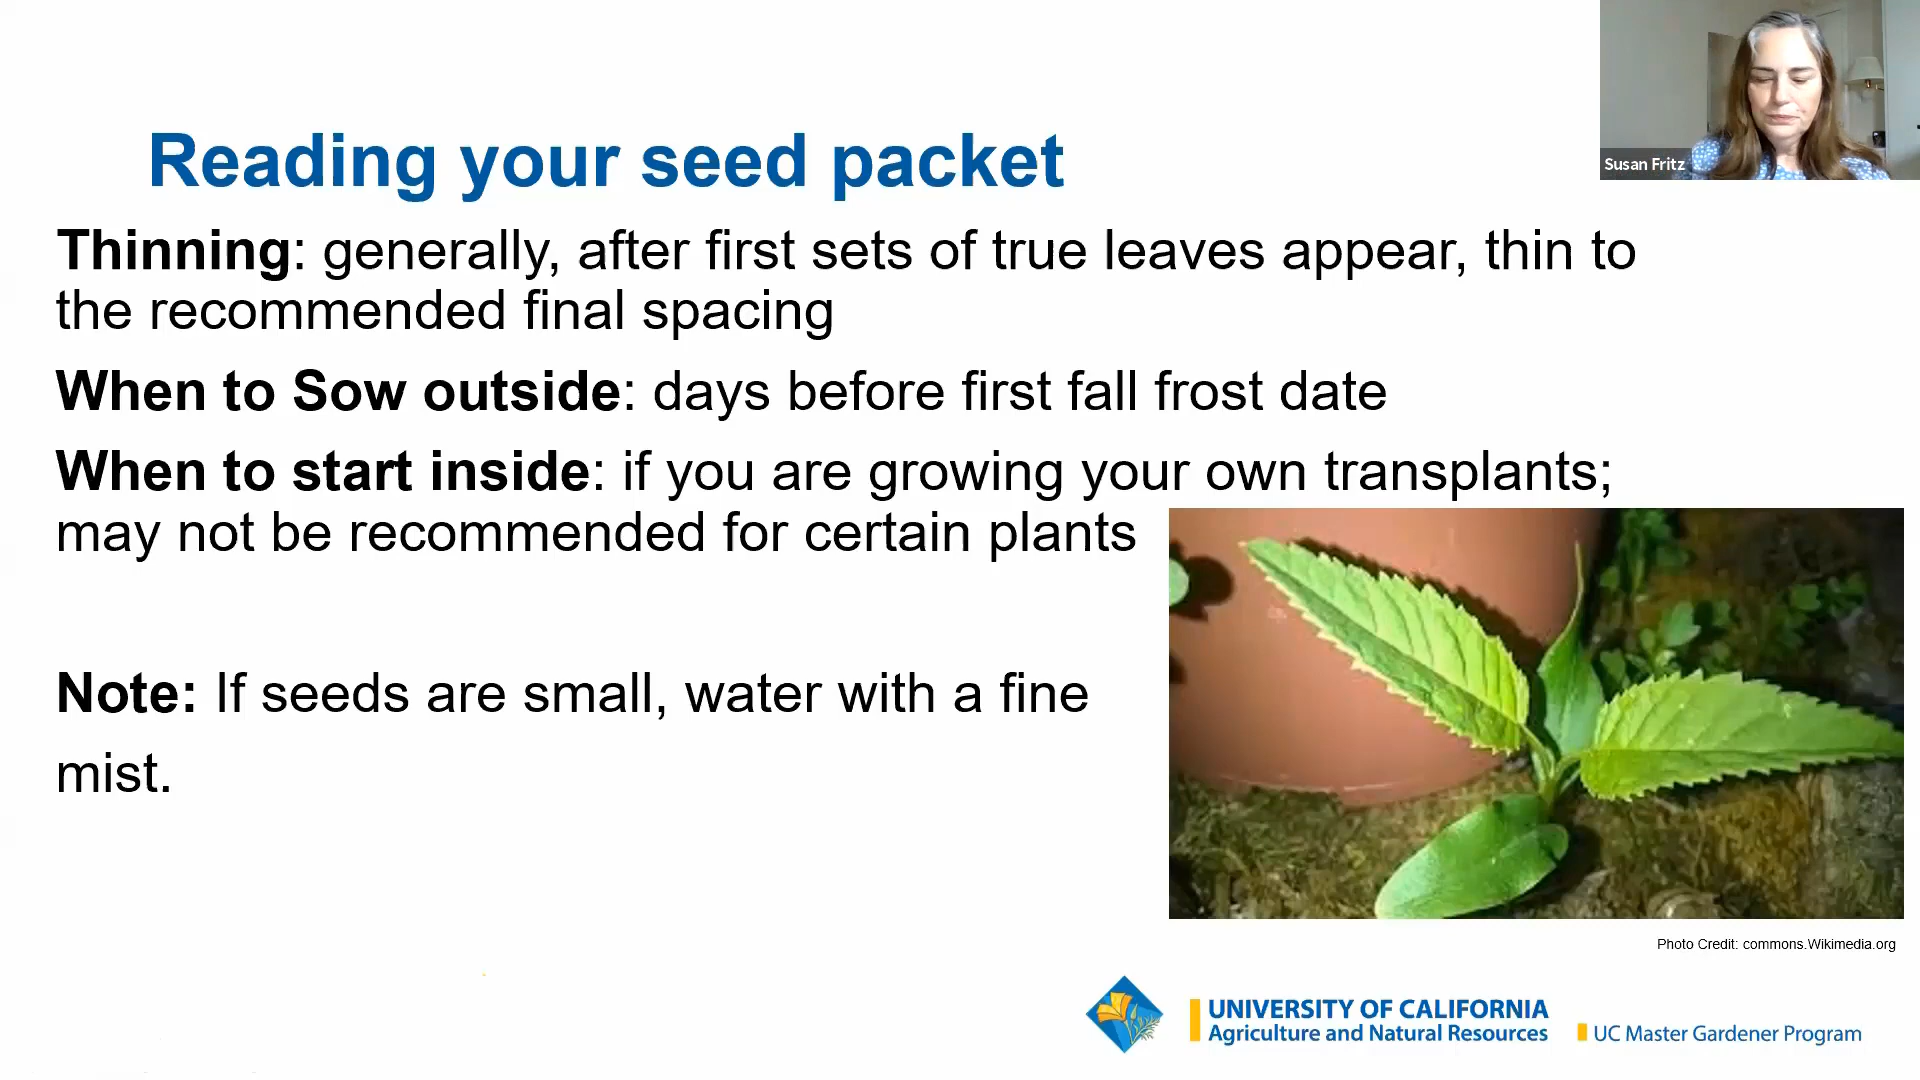 Susan Fritz
Reading your seed packet
Thinning: generally, after first sets of true leaves appear, thin to
the recommended final spacing
When to Sow outside: days before first fall frost date
When to start inside: if you are growing your own transplants;
may not be recommended for certain plants
Note: If seeds are small, water with a fine
mist.
Photo Credit: commons.Wikimedia.org
UNIVERSITY OF CALIFORNIA
Agriculture and Natural Resources
UC Master Gardener Program